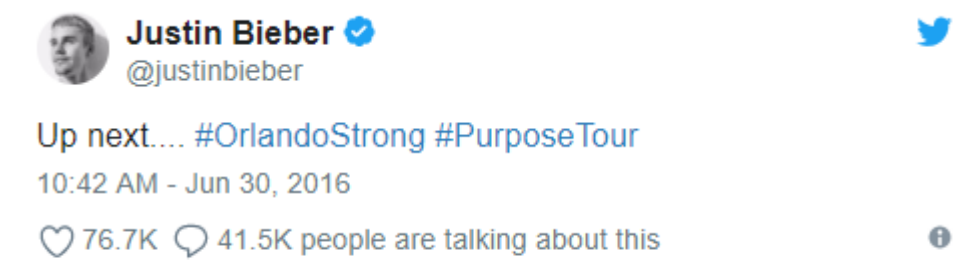 Justin Bieber
@justinbieber
Up next.... #OrlandoStrong #PurposeTour
10:42 AM - Jun 30, 2016
76.7K 41.5K people are talking about this